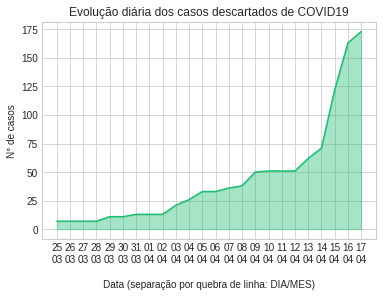 Evolução diária dos casos descartados de COVID19
175
150
125
100
75
50
25
0
N° de casos
25 26 27 28 29 30 31 01 02 03 04 05 06 07 08 09 10 11 12 13 14 15 16 17
03 03 03 03 03 03 03 04 04 04 04 04 04 04 04 04 04 04 04 04 04 04 04 04
Data (separação por quebra de linha: DIA/MES)